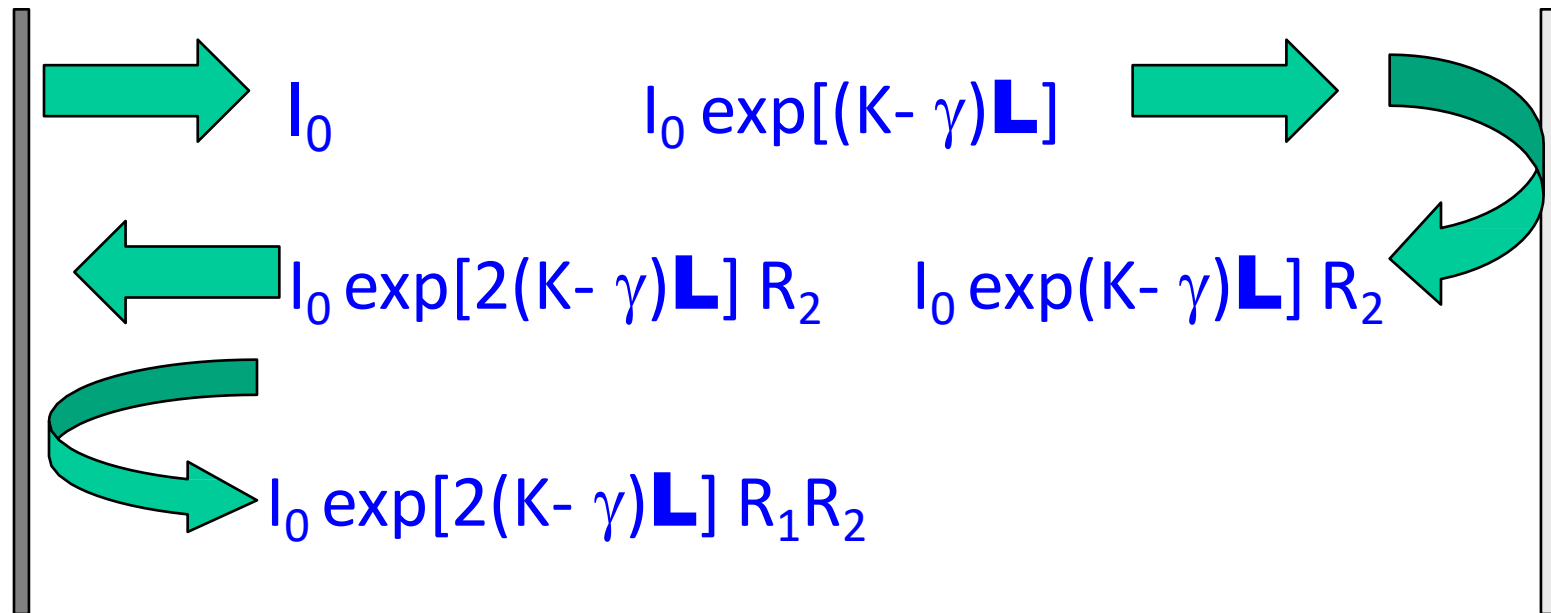 I₀ I₀ exp[(K- γ)L]
I₀ exp[2(K- γ)L] R₂ I₀ exp(K- γ)L] R₂
I₀ exp[2(K- γ)L] R₁R₂